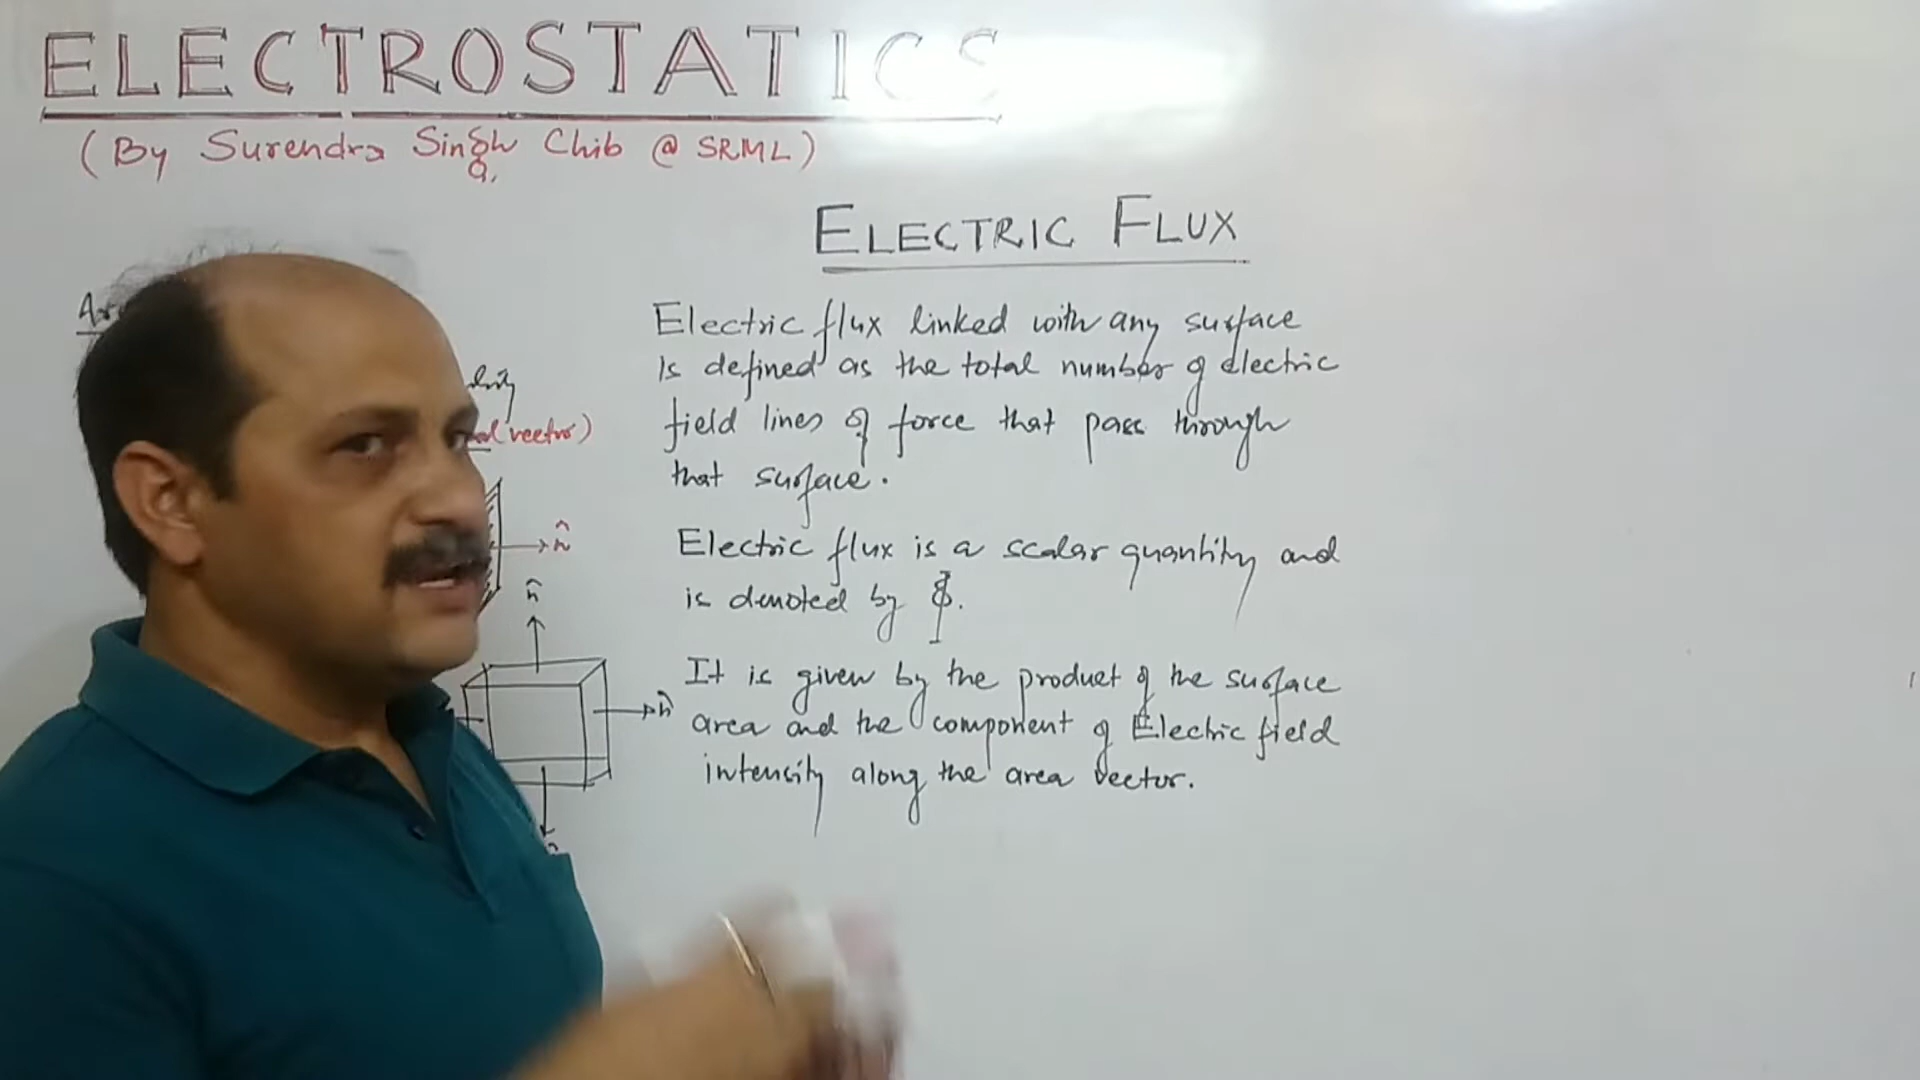 ELECTROSTATICS
(By Surendra Singh Chib @ SRML)
ELECTRIC FLUX
vector)
n̂
n̂
n̂
Electric flux linked with any surface
is defined as the total number of electric
field lines of force that pass through
that surface.
Electric flux is a scalar quantity and
is denoted by ϕ.
It is given by the product of the surface
area and the component of Electric field
intensity along the area vector.